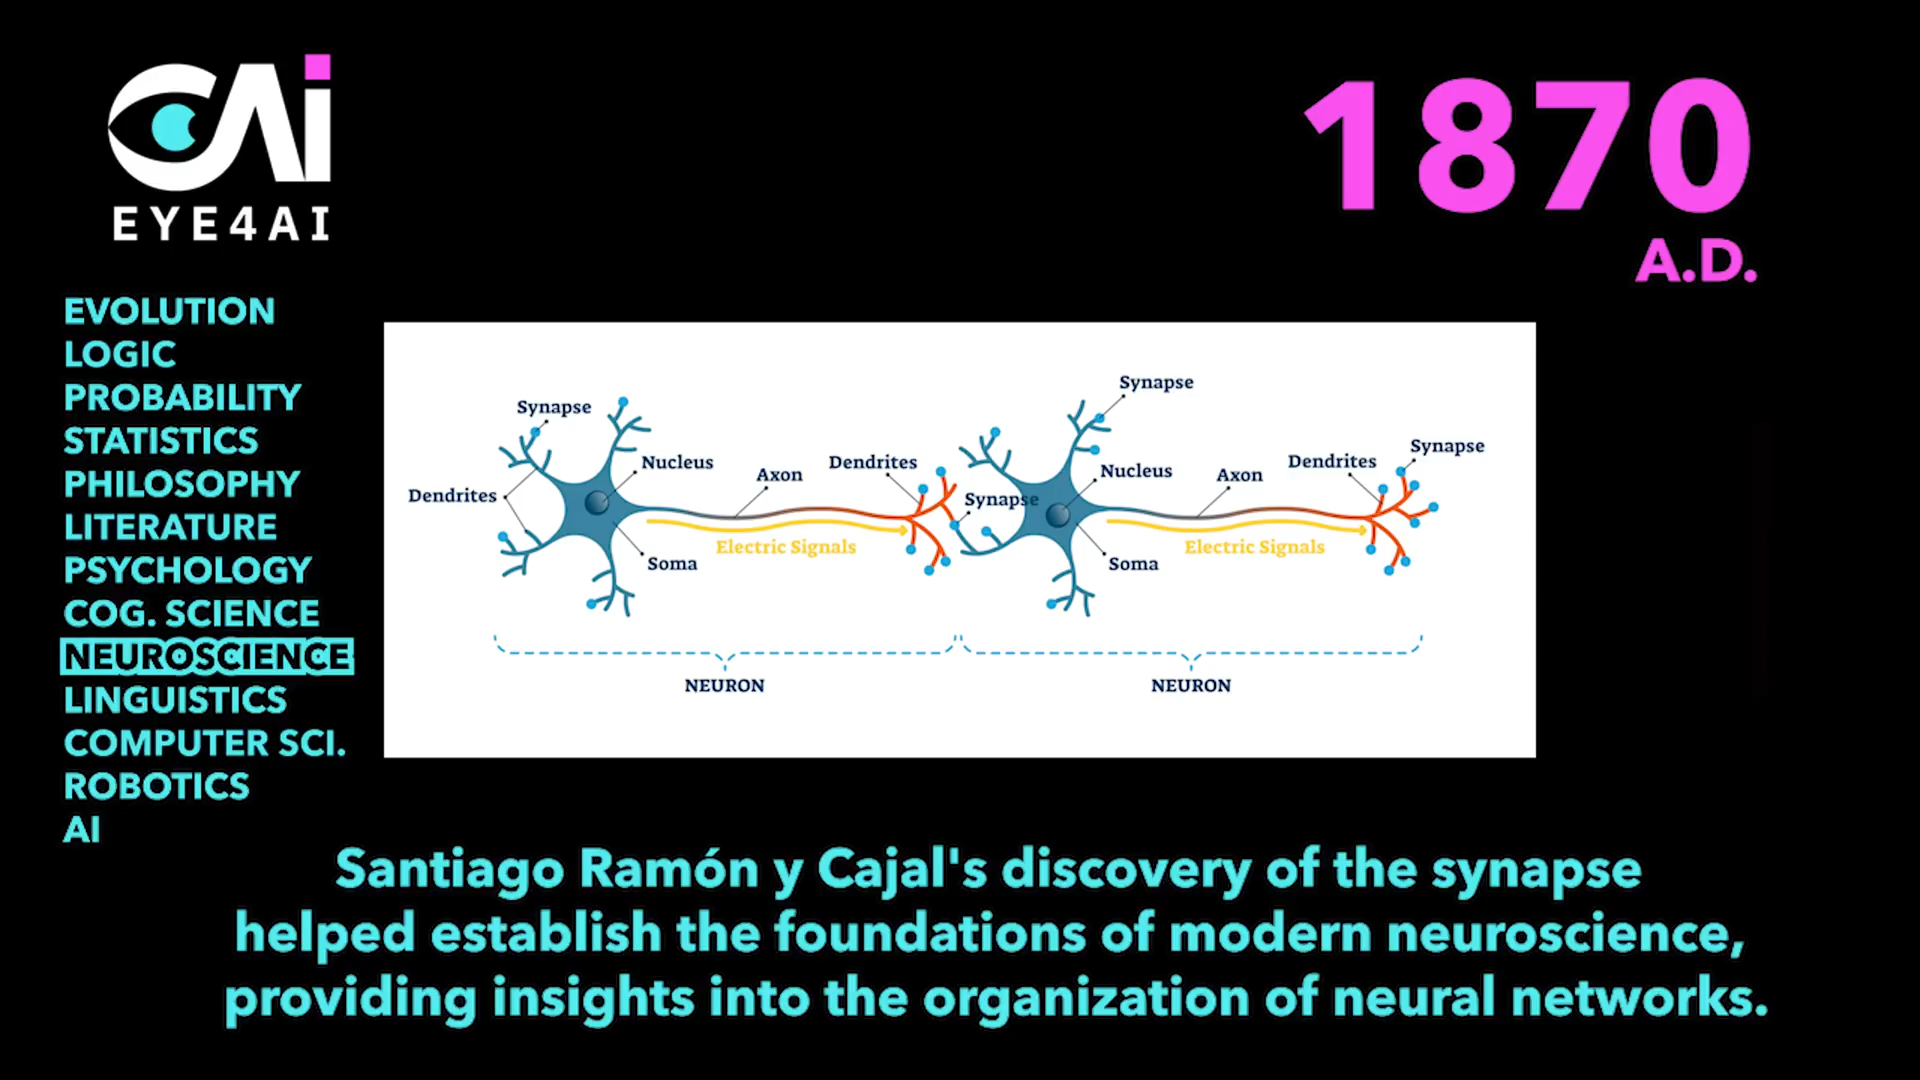 EYE4AI
1870
A.D.
EVOLUTION
LOGIC
PROBABILITY
STATISTICS
PHILOSOPHY
LITERATURE
PSYCHOLOGY
COG. SCIENCE
NEUROSCIENCE
LINGUISTICS
COMPUTER SCI.
ROBOTICS
AI
Synapse
Nucleus
Dendrites
Axon
Dendrites
Soma
Electric Signals
NEURON
Synapse
Synapse
Nucleus
Axon
Dendrites
Synapse
Soma
Electric Signals
NEURON
Santiago Ramón y Cajal's discovery of the synapse
helped establish the foundations of modern neuroscience,
providing insights into the organization of neural networks.